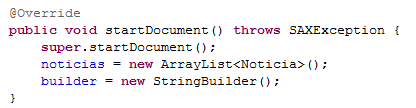 @Override
public void startDocument() throws SAXException {
    super.startDocument();
    noticias = new ArrayList<Noticia>();
    builder = new StringBuilder();
}